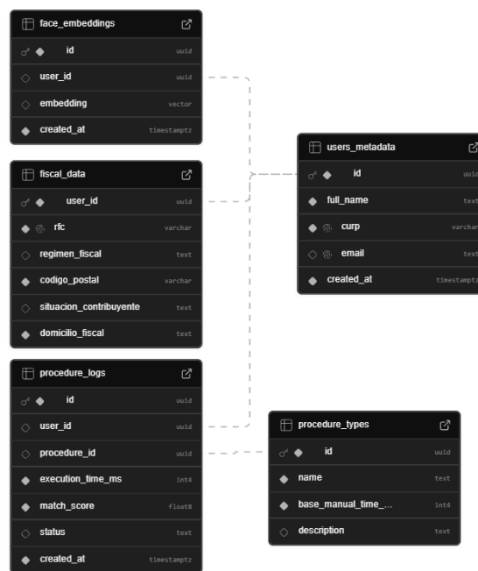 face_embeddings
id uuid
user_id uuid
embedding vector
created_at timestamptz
fiscal_data
user_id uuid
rfc varchar
regimen_fiscal text
codigo_postal varchar
situacion_contribuyente text
domicilio_fiscal text
procedure_logs
id uuid
user_id uuid
procedure_id uuid
execution_time_ms int4
match_score float8
status text
created_at timestamptz
users_metadata
id uuid
full_name text
curp varchar
email text
created_at timestamptz
procedure_types
id uuid
name text
base_manual_time_... int4
description text